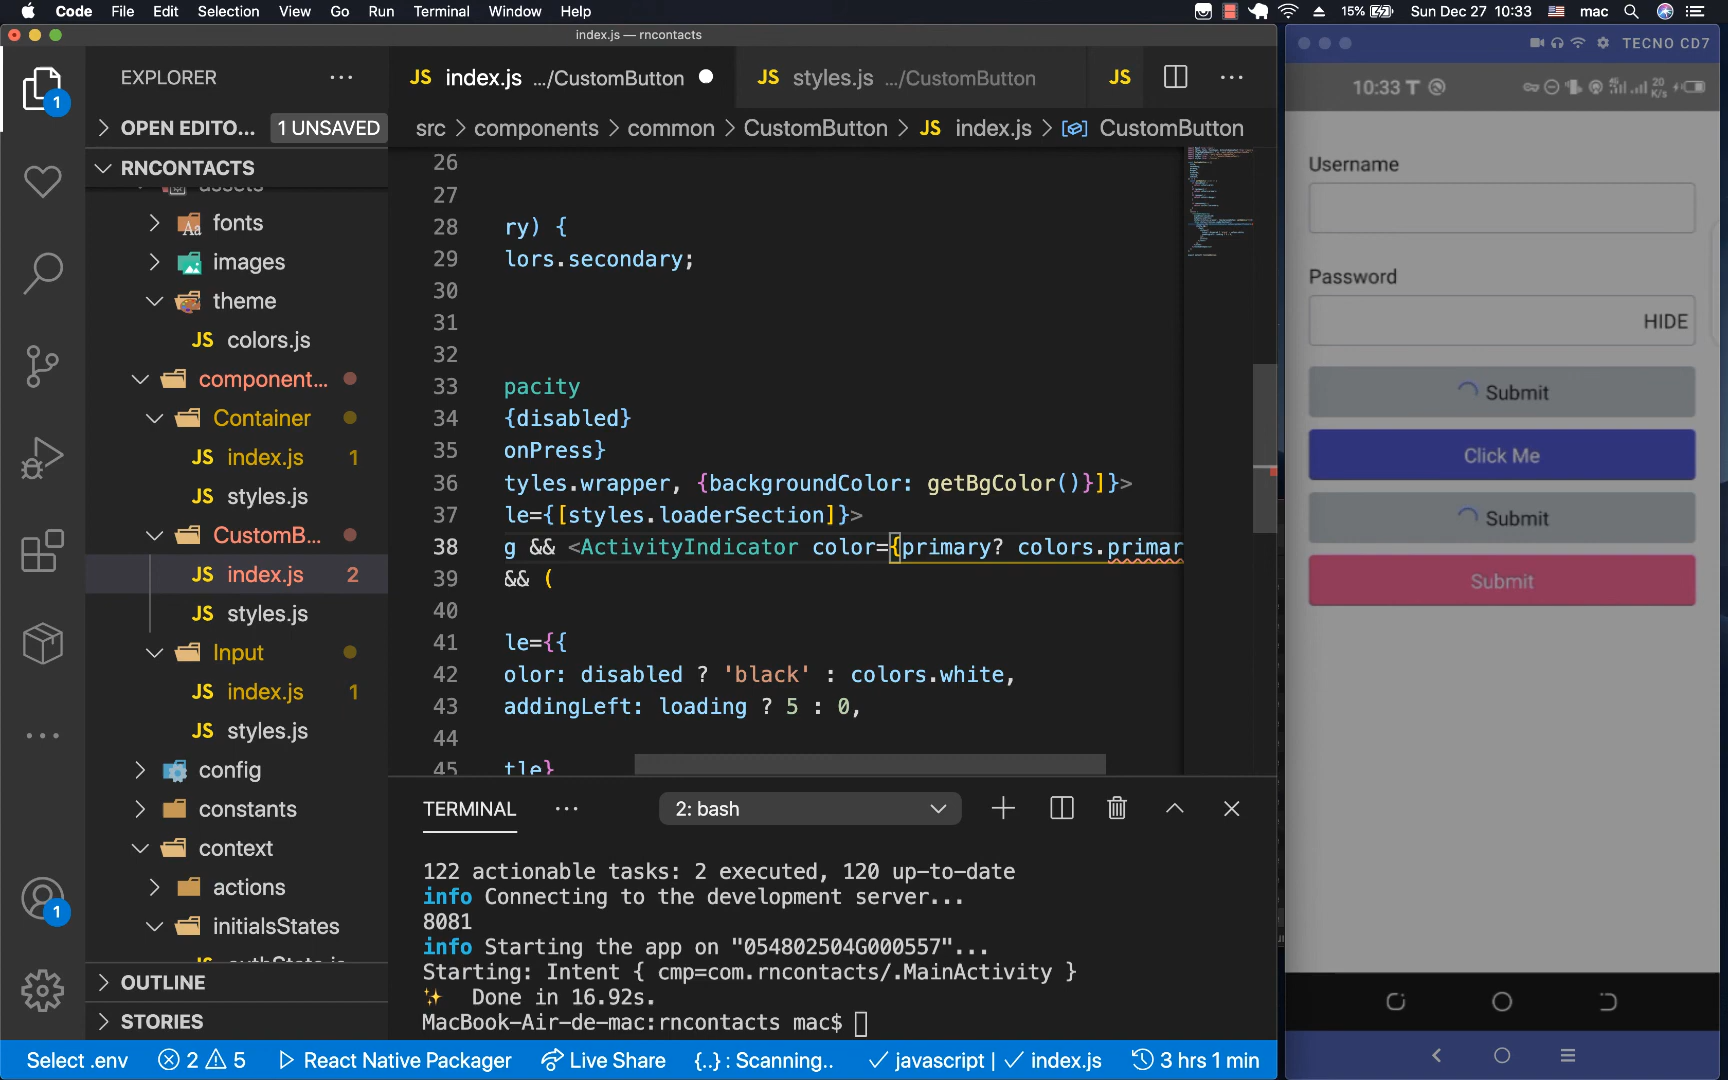 Code File Edit Selection View Go Run Terminal Window Help
15% Sun Dec 27 10:33 mac
index.js — rncontacts
EXPLORER
OPEN EDITO... 1 UNSAVED
RNCONTACTS
assets
fonts
images
theme
JS colors.js
component...
Container
JS index.js 1
JS styles.js
CustomB...
JS index.js 2
JS styles.js
Input
JS index.js 1
JS styles.js
config
constants
context
actions
initialsStates
OUTLINE
STORIES
1
1
JS index.js .../CustomButton
JS styles.js .../CustomButton
JS
src > components > common > CustomButton > JS index.js > CustomButton
26
27
28 ry) {
29 lors.secondary;
30
31
32
33 pacity
34 {disabled}
35 onPress}
36 tyles.wrapper, {backgroundColor: getBgColor()}]}>
37 le={[styles.loaderSection]}>
38 g && <ActivityIndicator color={primary? colors.primar
39 && (
40
41 le={{
42 olor: disabled ? 'black' : colors.white,
43 addingLeft: loading ? 5 : 0,
44
45 tle}
TERMINAL
2: bash
122 actionable tasks: 2 executed, 120 up-to-date
info Connecting to the development server...
8081
info Starting the app on "054802504G000557"...
Starting: Intent { cmp=com.rncontacts/.MainActivity }
✨ Done in 16.92s.
MacBook-Air-de-mac:rncontacts mac$
Select .env 2 5 React Native Packager Live Share {..} : Scanning.. javascript | index.js 3 hrs 1 min
TECNO CD7
10:33 T
20 K/s
Username
Password
HIDE
Submit
Click Me
Submit
Submit